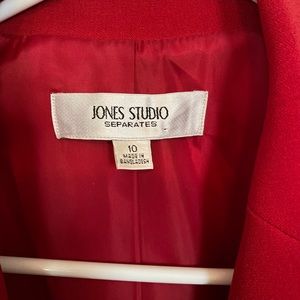 JONES STUDIO
SEPARATES
10
MADE IN
BANGLADESH